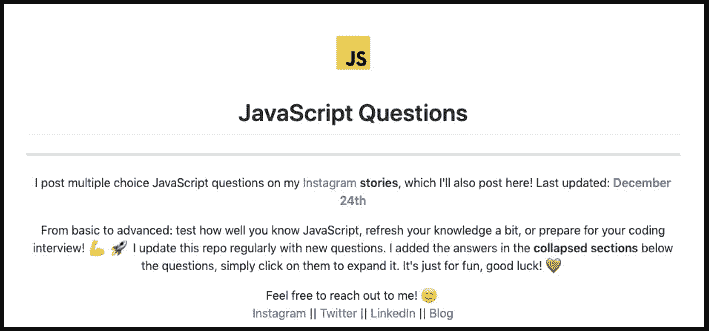 JS
JavaScript Questions
I post multiple choice JavaScript questions on my Instagram stories, which I'll also post here! Last updated: December
24th
From basic to advanced: test how well you know JavaScript, refresh your knowledge a bit, or prepare for your coding
interview! 💪 🚀 I update this repo regularly with new questions. I added the answers in the collapsed sections below
the questions, simply click on them to expand it. It's just for fun, good luck! 💛
Feel free to reach out to me! 😊
Instagram || Twitter || LinkedIn || Blog